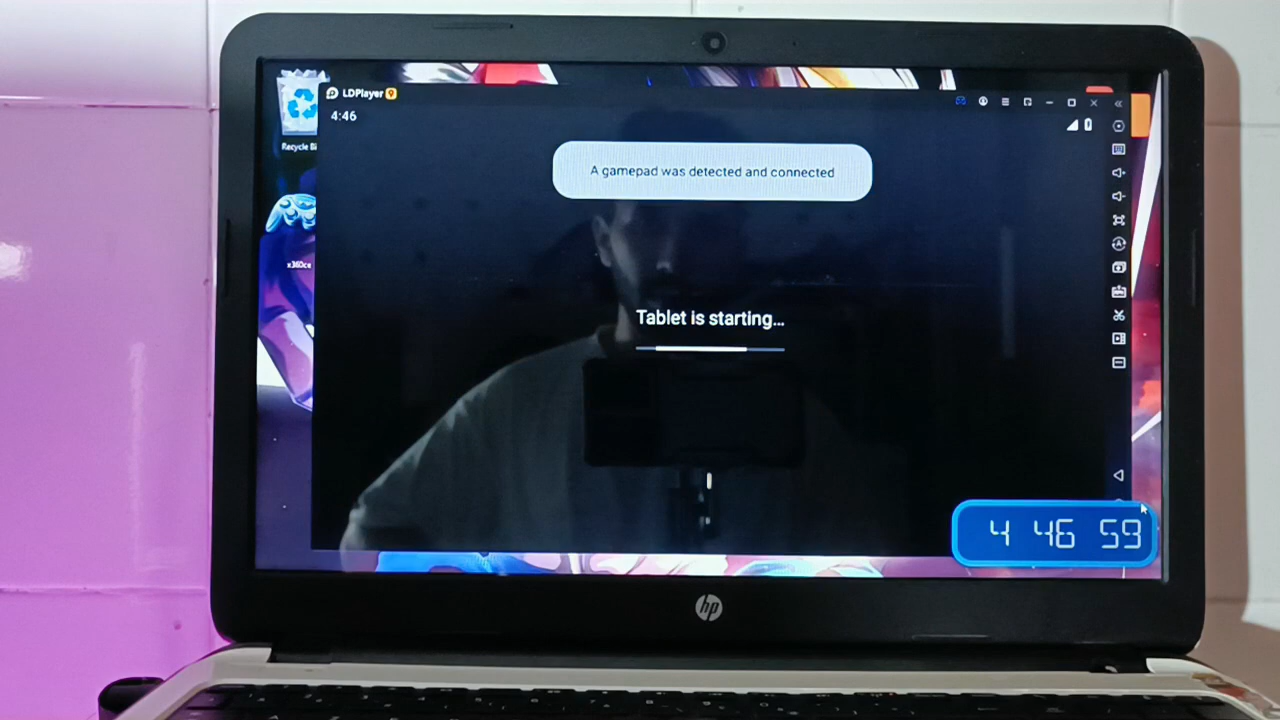 LDPlayer 9
4:46
Recycle Bi
A gamepad was detected and connected
x360ce
Tablet is starting...
4 46 59
hp